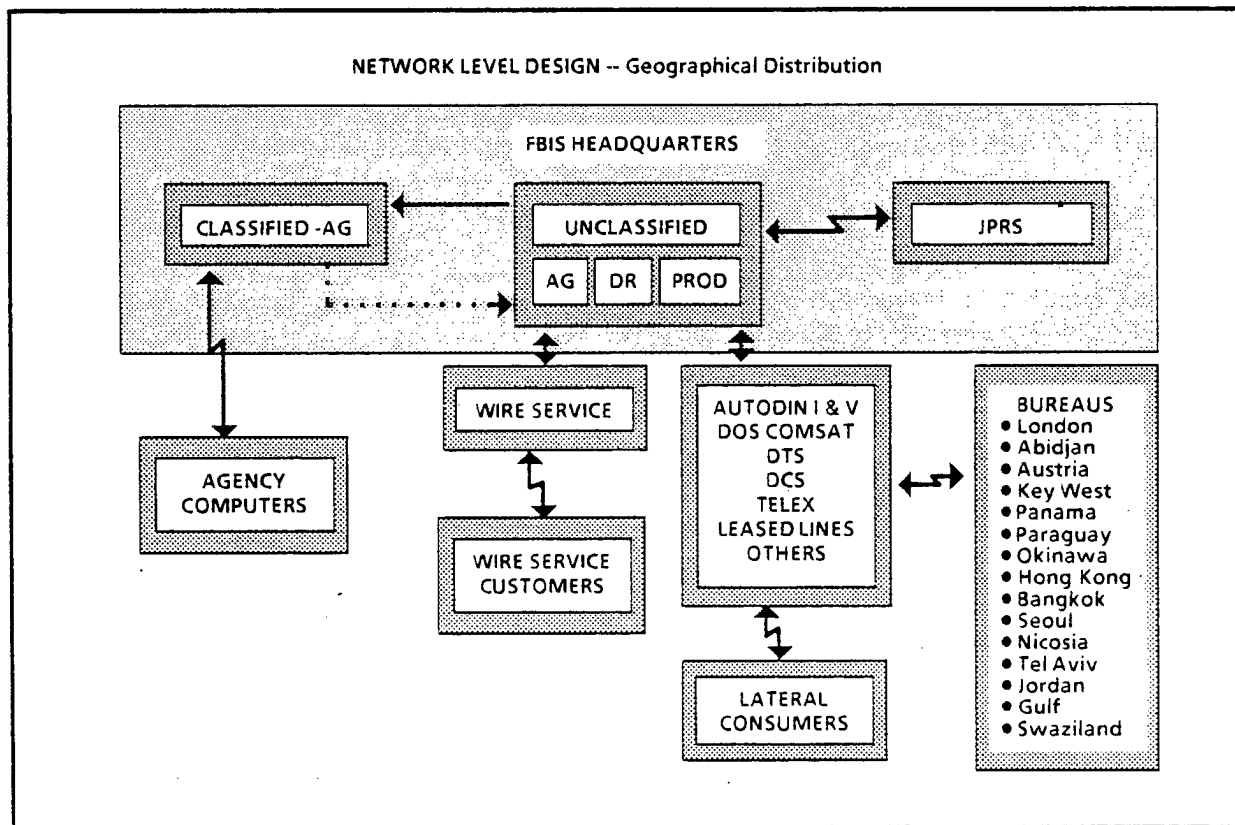 NETWORK LEVEL DESIGN -- Geographical Distribution
FBIS HEADQUARTERS
CLASSIFIED -AG
UNCLASSIFIED
AG
DR
PROD
JPRS
AGENCY
COMPUTERS
WIRE SERVICE
WIRE SERVICE
CUSTOMERS
AUTODIN I & V
DOS COMSAT
DTS
DCS
TELEX
LEASED LINES
OTHERS
LATERAL
CONSUMERS
BUREAUS
● London
● Abidjan
● Austria
● Key West
● Panama
● Paraguay
● Okinawa
● Hong Kong
● Bangkok
● Seoul
● Nicosia
● Tel Aviv
● Jordan
● Gulf
● Swaziland